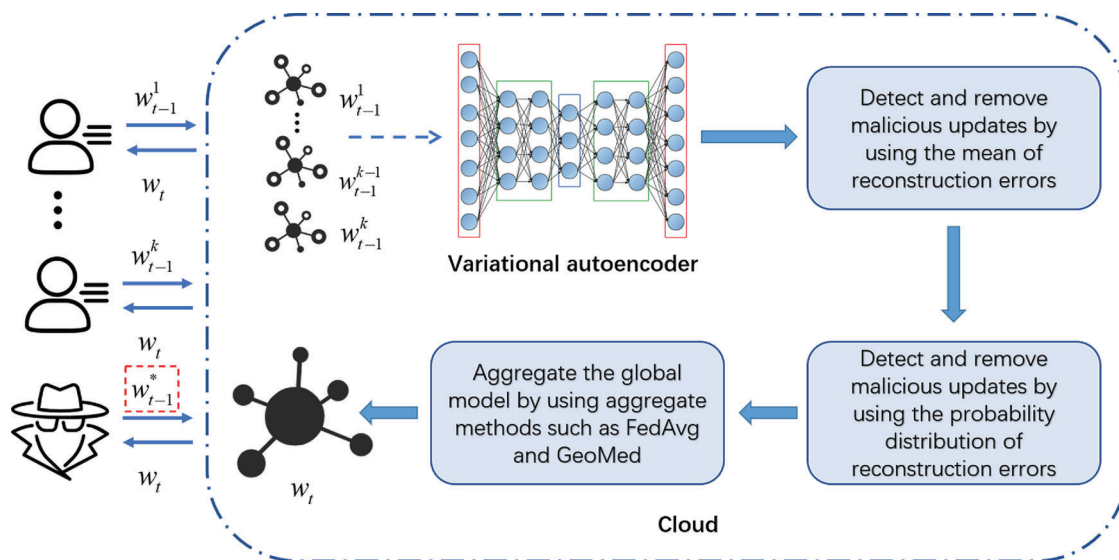 w_{t-1}^1
w_t
w_{t-1}^k
w_t
w_{t-1}^*
w_t
w_{t-1}^1
w_{t-1}^{k-1}
w_{t-1}^k
Variational autoencoder
Detect and remove
malicious updates by
using the mean of
reconstruction errors
Detect and remove
malicious updates by
using the probability
distribution of
reconstruction errors
Aggregate the global
model by using aggregate
methods such as FedAvg
and GeoMed
w_t
Cloud